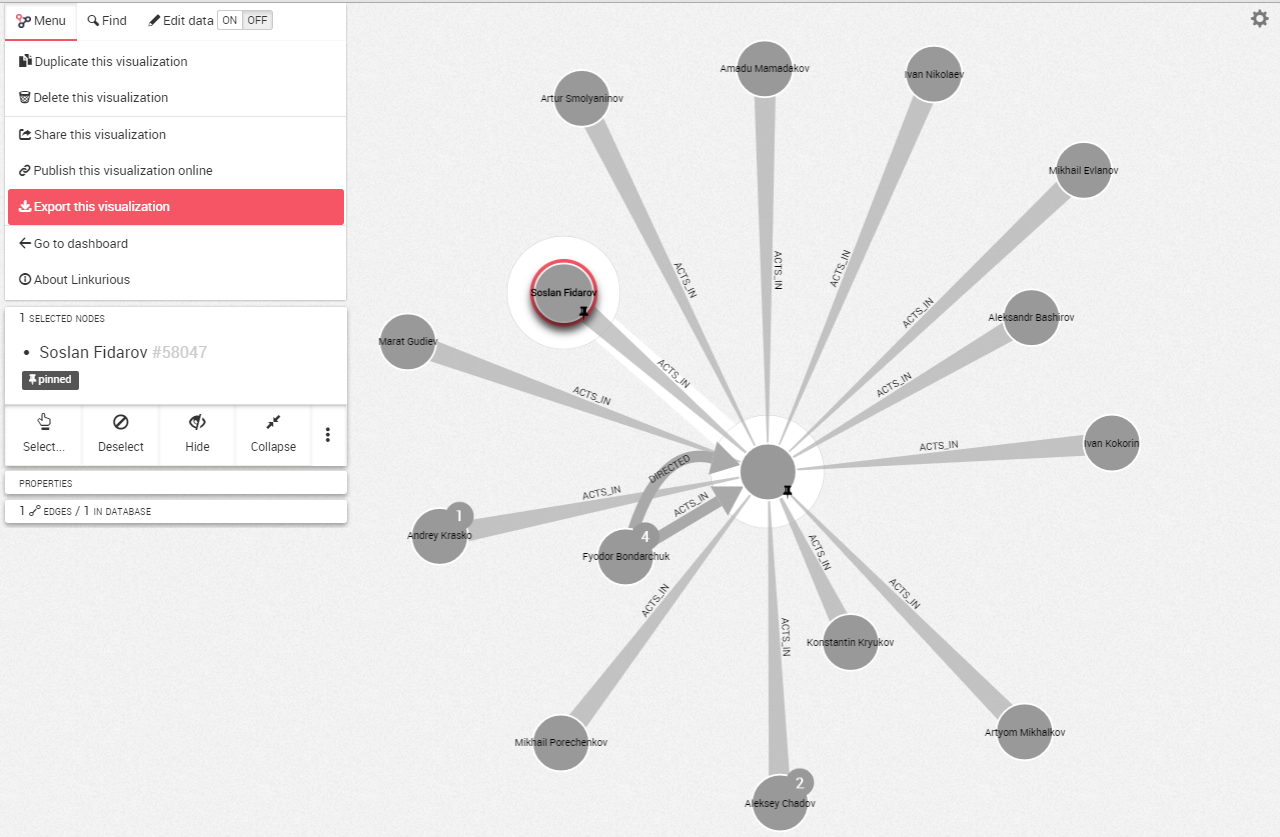 Menu Find Edit data ON OFF
Duplicate this visualization
Delete this visualization
Share this visualization
Publish this visualization online
Export this visualization
Go to dashboard
About Linkurious
1 SELECTED NODES
Soslan Fidarov #58047
pinned
Select... Deselect Hide Collapse
PROPERTIES
1 EDGES / 1 IN DATABASE
Amadu Mamadakov
Ivan Nikolaev
Artur Smolyaninov
Mikhail Evlanov
ACTS_IN
ACTS_IN
ACTS_IN
Soslan Fidarov
ACTS_IN
Aleksandr Bashirov
Marat Gudiev
ACTS_IN
ACTS_IN
ACTS_IN
Ivan Kokorin
ACTS_IN
DIRECTED
ACTS_IN
ACTS_IN
1
Andrey Krasko
4
Fyodor Bondarchuk
ACTS_IN
ACTS_IN
ACTS_IN
ACTS_IN
Konstantin Kryukov
Artyom Mikhalkov
Mikhail Porechenkov
2
Aleksey Chadov